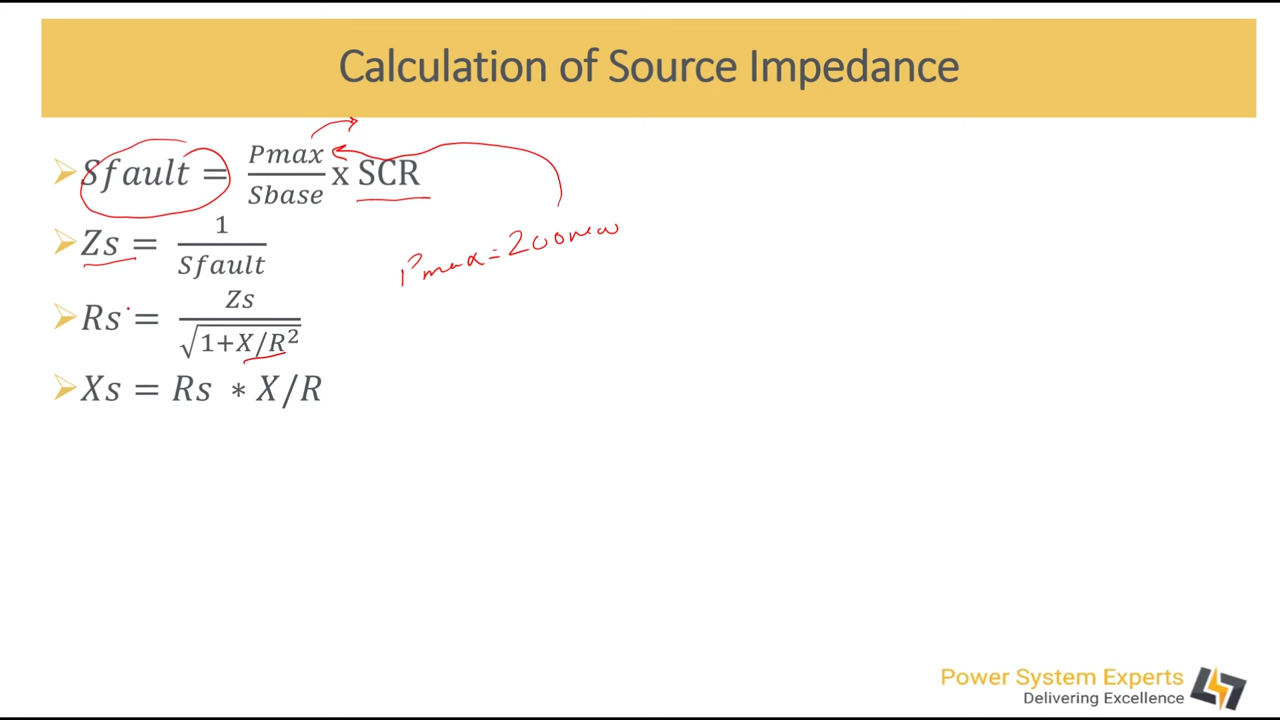 Calculation of Source Impedance
Sfault = Pmax/Sbase x SCR
Zs = 1/Sfault
Pmax = 200MW
Rs = Zs/√1+X/R²
Xs = Rs * X/R
Power System Experts
Delivering Excellence